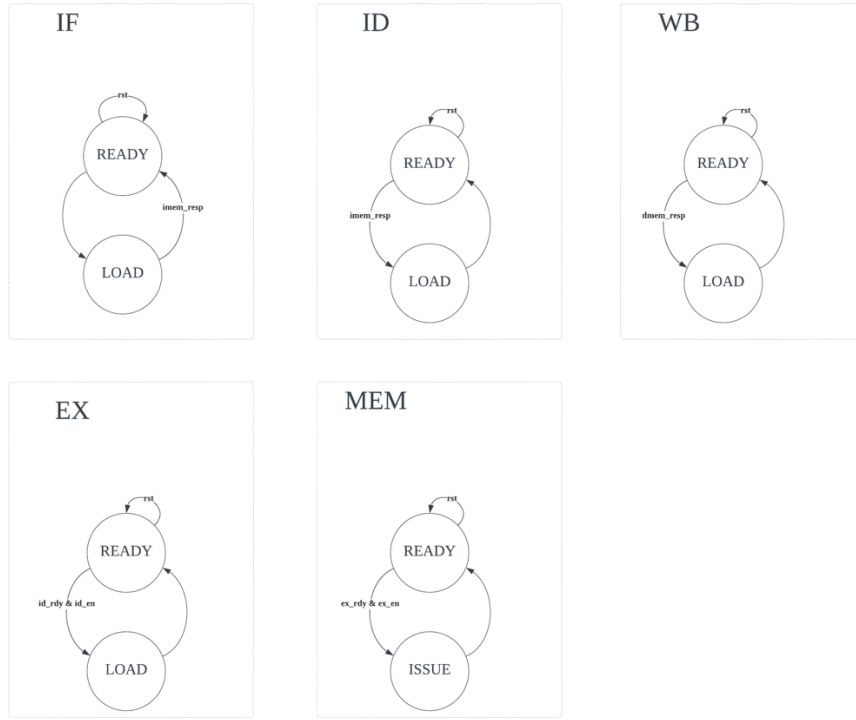 IF
rst
READY
imem_resp
LOAD
ID
rst
READY
imem_resp
LOAD
WB
rst
READY
dmem_resp
LOAD
EX
rst
READY
id_rdy & id_en
LOAD
MEM
rst
READY
ex_rdy & ex_en
ISSUE